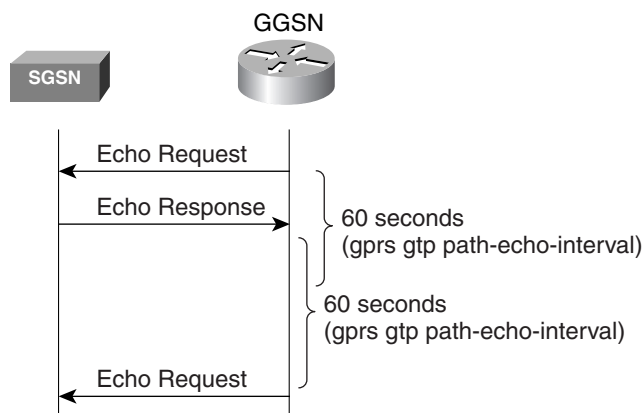 GGSN
SGSN
Echo Request
Echo Response
60 seconds
(gprs gtp path-echo-interval)
60 seconds
(gprs gtp path-echo-interval)
Echo Request